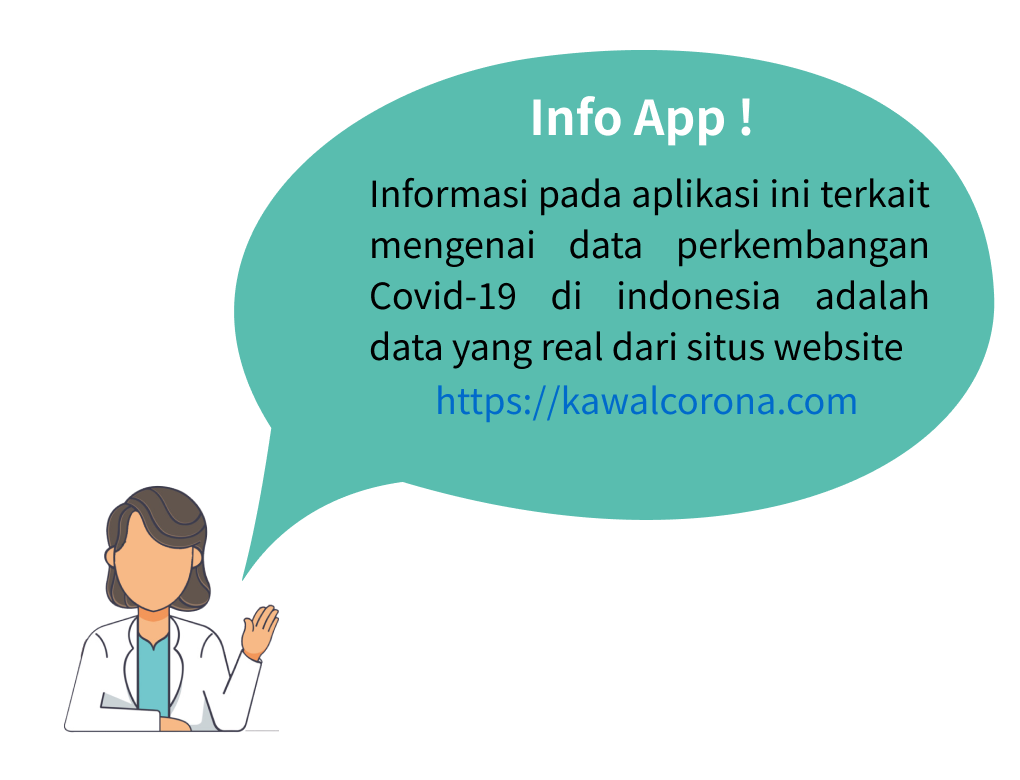 Info App !
Informasi pada aplikasi ini terkait
mengenai data perkembangan
Covid-19 di indonesia adalah
data yang real dari situs website
https://kawalcorona.com